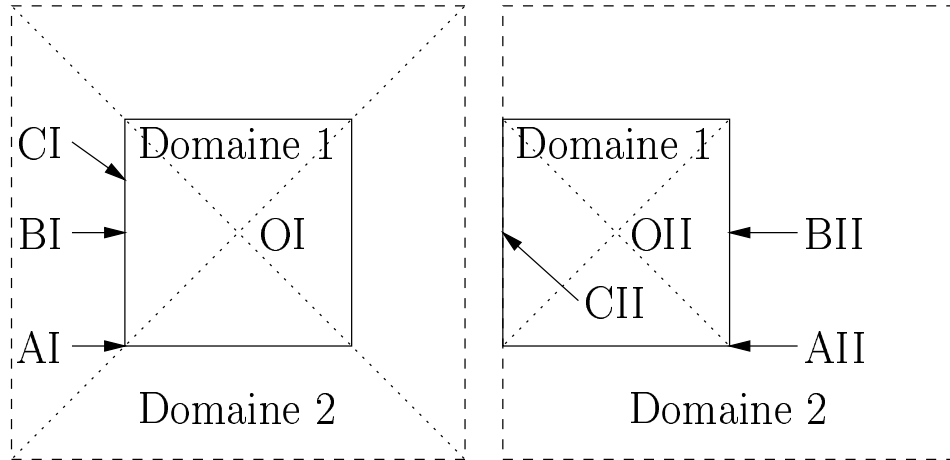 CI
Domaine 1
BI
OI
AI
Domaine 2
Domaine 1
OII
BII
CII
AII
Domaine 2